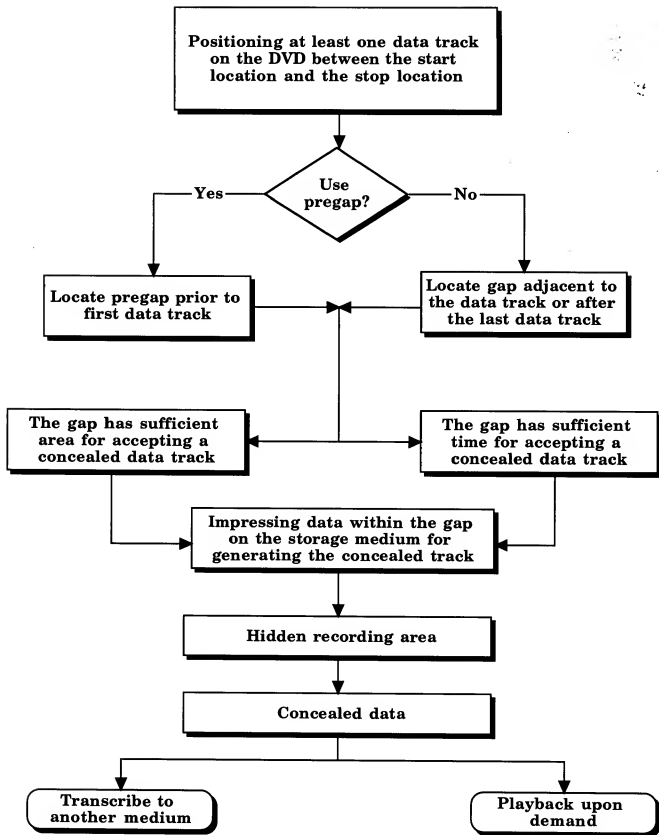 Positioning at least one data track
on the DVD between the start
location and the stop location
Use
pregap?
Yes
No
Locate pregap prior to
first data track
Locate gap adjacent to
the data track or after
the last data track
The gap has sufficient
area for accepting a
concealed data track
The gap has sufficient
time for accepting a
concealed data track
Impressing data within the gap
on the storage medium for
generating the concealed track
Hidden recording area
Concealed data
Transcribe to
another medium
Playback upon
demand